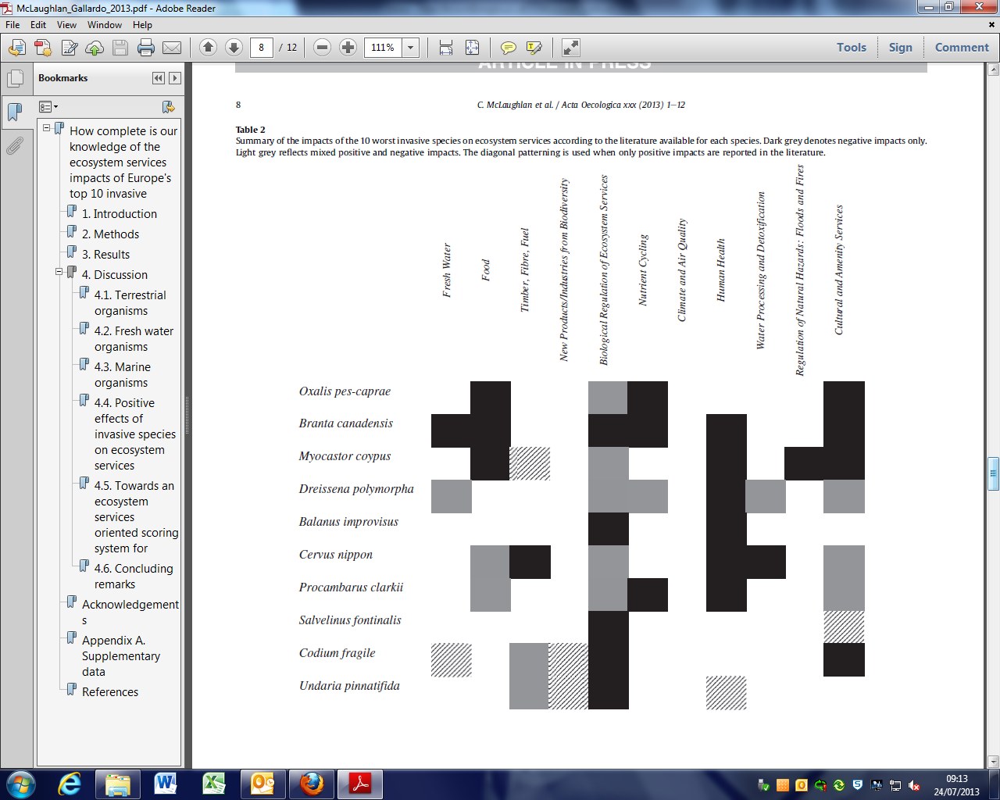 McLaughlan_Gallardo_2013.pdf - Adobe Reader
File Edit View Window Help
8 / 12 111% Tools Sign Comment
Bookmarks
How complete is our
knowledge of the
ecosystem services
impacts of Europe's
top 10 invasive
1. Introduction
2. Methods
3. Results
4. Discussion
4.1. Terrestrial
organisms
4.2. Fresh water
organisms
4.3. Marine
organisms
4.4. Positive
effects of
invasive species
on ecosystem
services
4.5. Towards an
ecosystem
services
oriented scoring
system for
4.6. Concluding
remarks
Acknowledgement
s
Appendix A.
Supplementary
data
References
ARTICLE IN PRESS
8 C. McLaughlan et al. / Acta Oecologica xxx (2013) 1–12
Table 2
Summary of the impacts of the 10 worst invasive species on ecosystem services according to the literature available for each species. Dark grey denotes negative impacts only.
Light grey reflects mixed positive and negative impacts. The diagonal patterning is used when only positive impacts are reported in the literature.
Fresh Water
Food
Timber, Fibre, Fuel
New Products/Industries from Biodiversity
Biological Regulation of Ecosystem Services
Nutrient Cycling
Climate and Air Quality
Human Health
Water Processing and Detoxification
Regulation of Natural Hazards: Floods and Fires
Cultural and Amenity Services
Oxalis pes-caprae
Branta canadensis
Myocastor coypus
Dreissena polymorpha
Balanus improvisus
Cervus nippon
Procambarus clarkii
Salvelinus fontinalis
Codium fragile
Undaria pinnatifida
09:13
24/07/2013